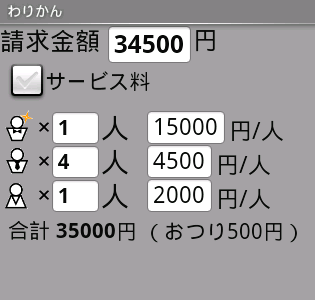 わりかん
請求金額 34500 円
サービス料
×1 人 15000 円/人
×4 人 4500 円/人
×1 人 2000 円/人
合計 35000円 （おつり500円）